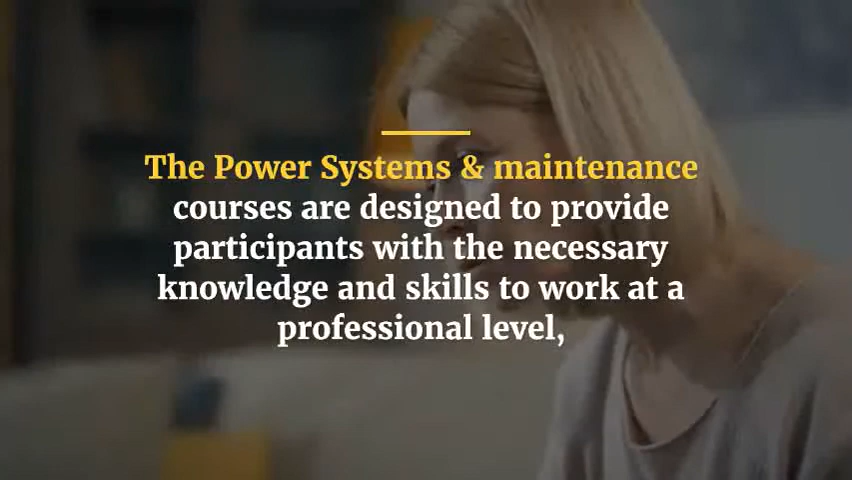 The Power Systems & maintenance
courses are designed to provide
participants with the necessary
knowledge and skills to work at a
professional level,